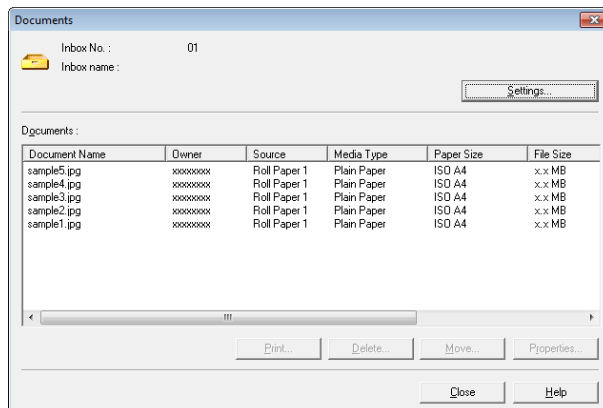 Documents
Inbox No. : 01
Inbox name :
Settings...
Documents :
Document Name Owner Source Media Type Paper Size File Size
sample5.jpg xxxxxxxx Roll Paper 1 Plain Paper ISO A4 x.x MB
sample4.jpg xxxxxxxx Roll Paper 1 Plain Paper ISO A4 x.x MB
sample3.jpg xxxxxxxx Roll Paper 1 Plain Paper ISO A4 x.x MB
sample2.jpg xxxxxxxx Roll Paper 1 Plain Paper ISO A4 x.x MB
sample1.jpg xxxxxxxx Roll Paper 1 Plain Paper ISO A4 x.x MB
Print... Delete... Move... Properties...
Close Help